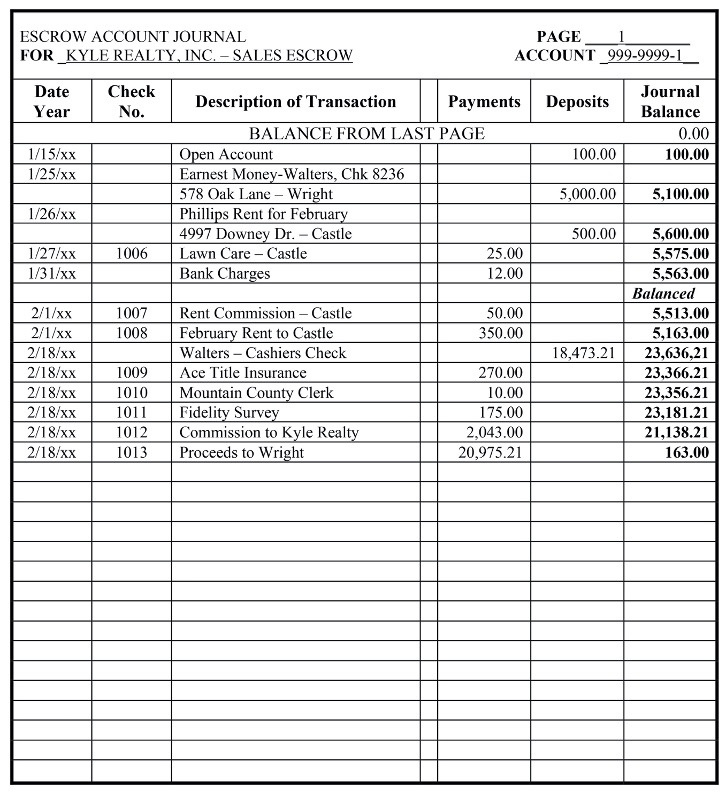 ESCROW ACCOUNT JOURNAL PAGE 1
FOR KYLE REALTY, INC. – SALES ESCROW ACCOUNT 999-9999-1
Date Year Check No. Description of Transaction Payments Deposits Journal Balance
BALANCE FROM LAST PAGE 0.00
1/15/xx Open Account 100.00 100.00
1/25/xx Earnest Money-Walters, Chk 8236
578 Oak Lane – Wright 5,000.00 5,100.00
1/26/xx Phillips Rent for February
4997 Downey Dr. – Castle 500.00 5,600.00
1/27/xx 1006 Lawn Care – Castle 25.00 5,575.00
1/31/xx Bank Charges 12.00 5,563.00
Balanced
2/1/xx 1007 Rent Commission – Castle 50.00 5,513.00
2/1/xx 1008 February Rent to Castle 350.00 5,163.00
2/18/xx Walters – Cashiers Check 18,473.21 23,636,21
2/18/xx 1009 Ace Title Insurance 270.00 23,366.21
2/18/xx 1010 Mountain County Clerk 10.00 23,356.21
2/18/xx 1011 Fidelity Survey 175.00 23,181.21
2/18/xx 1012 Commission to Kyle Realty 2,043.00 21,138.21
2/18/xx 1013 Proceeds to Wright 20,975.21 163.00